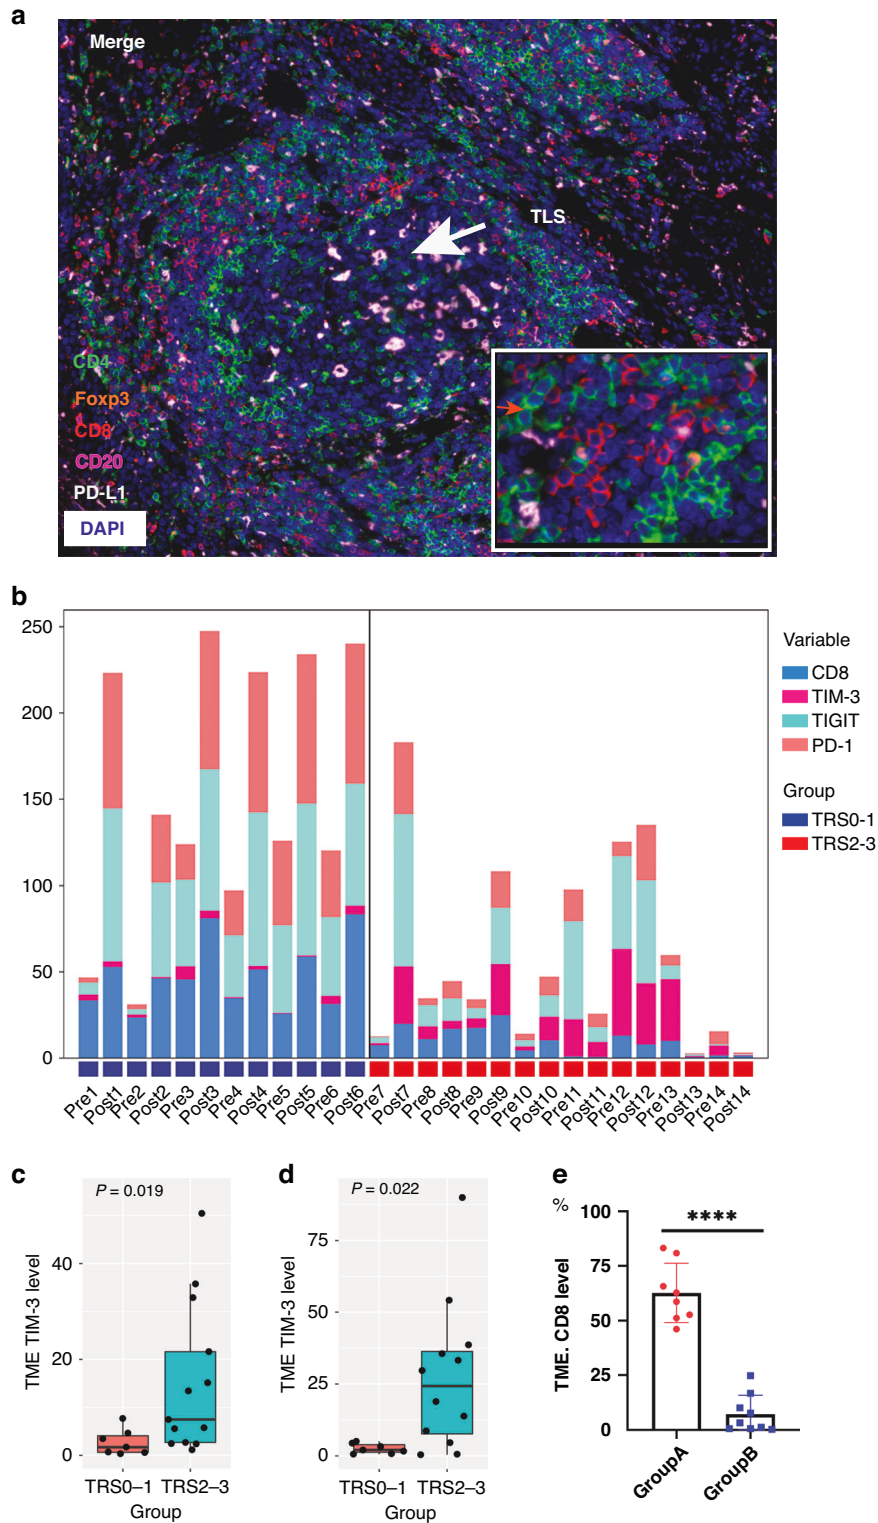 a
Merge
TLS
CD4
Foxp3
CD8
CD20
PD-L1
DAPI
b
250
200
150
100
50
0
Variable
CD8
TIM-3
TIGIT
PD-1
Group
TRS0-1
TRS2-3
Pre1 Post1 Pre2 Post2 Pre3 Post3 Pre4 Post4 Pre5 Post5 Pre6 Post6 Pre7 Post7 Pre8 Post8 Pre9 Post9 Pre10 Post10 Pre11 Post11 Pre12 Post12 Pre13 Post13 Pre14 Post14
c
P = 0.019
TME TIM-3 level
40
20
0
TRS0–1 TRS2–3
Group
d
P = 0.022
TME TIM-3 level
75
50
25
0
TRS0–1 TRS2–3
Group
e
%
****
TME. CD8 level
100
75
50
25
0
GroupA GroupB